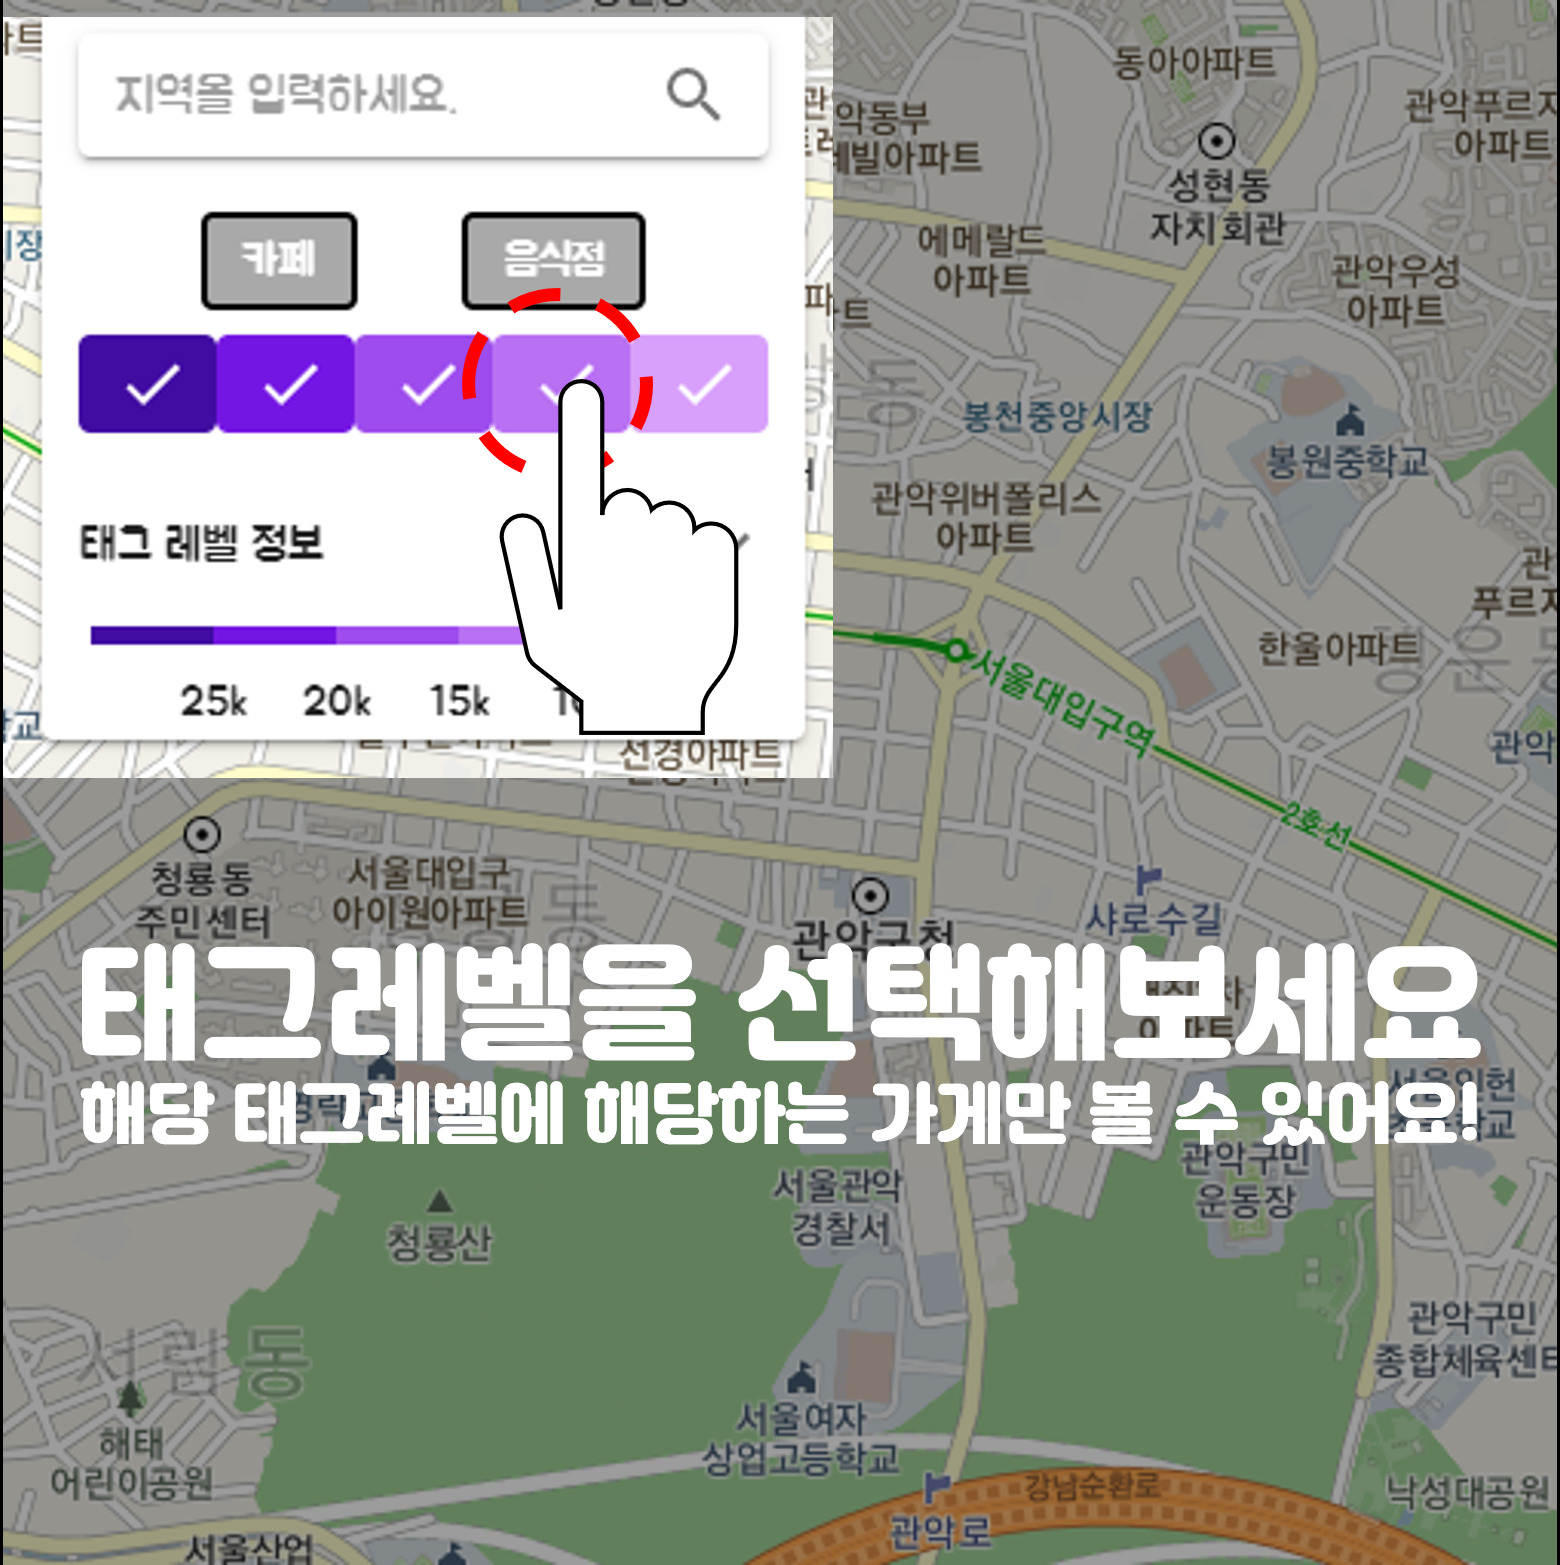 지역을 입력하세요.
카페
음식점
태그 레벨 정보
25k
20k
15k
선경아파트
동아아파트
관악푸르지
아파트
악동부
아파트
성현동
자치회관
에메랄드
아파트
관악우성
아파트
봉천중앙시장
봉원중학교
관악위버폴리스
아파트
관
푸르지
한울아파트
서울대입구역
관악
2호선
청룡동
주민센터
서울대입구
아이원아파트
관악구청
샤로수길
태그레벨을 선택해보세요
해당 태그레벨에 해당하는 가게만 볼 수 있어요!
서울관악
경찰서
관악구민
운동장
청룡산
관악구민
종합체육센터
서울여자
상업고등학교
해태
어린이공원
강남순환로
낙성대공원
관악로
서울산업